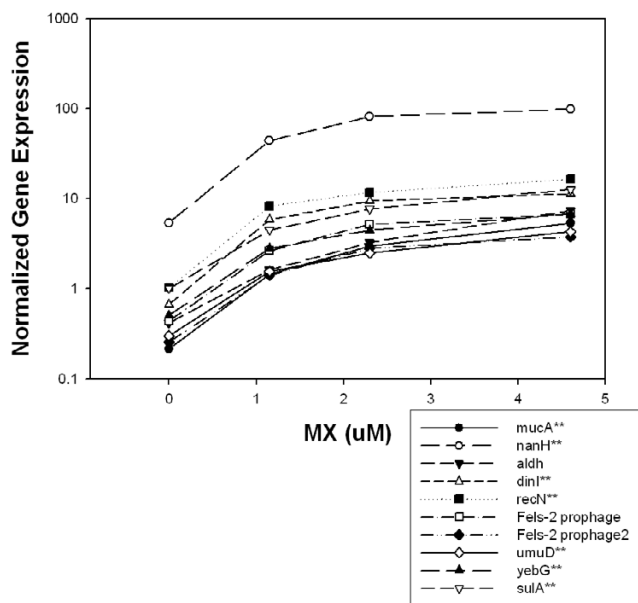 Normalized Gene Expression
1000
100
10
1
0.1
0 1 2 3 4 5
MX (uM)
mucA**
nanH**
aldh
dinI**
recN**
Fels-2 prophage
Fels-2 prophage2
umuD**
yebG**
sulA**